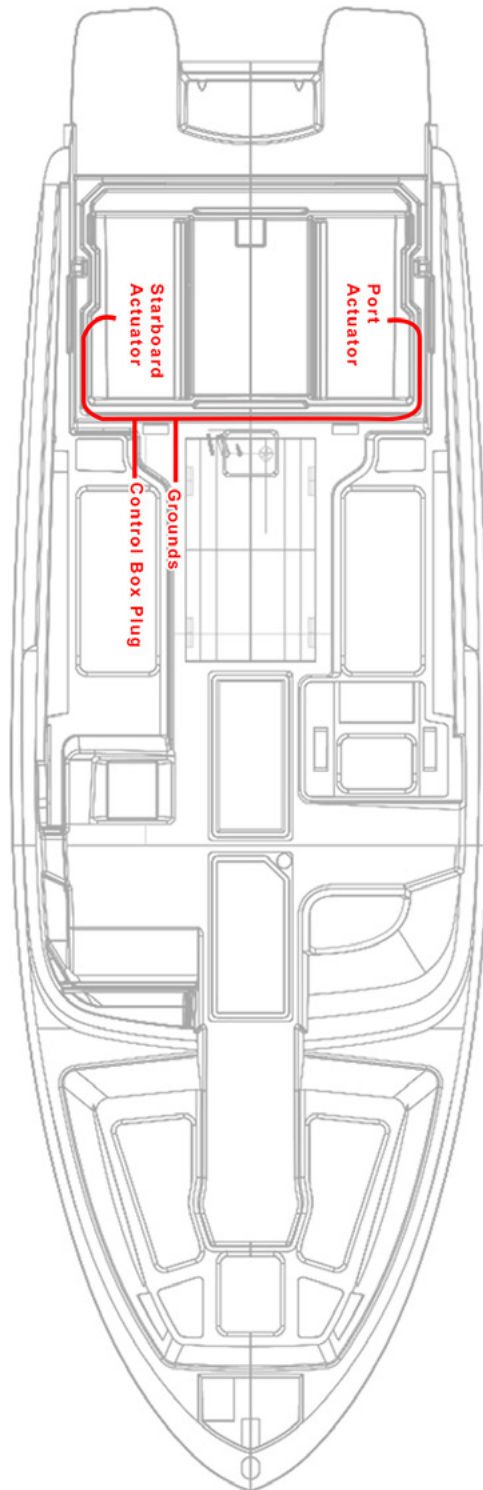 Port
Actuator
Starboard
Actuator
Grounds
Control Box Plug